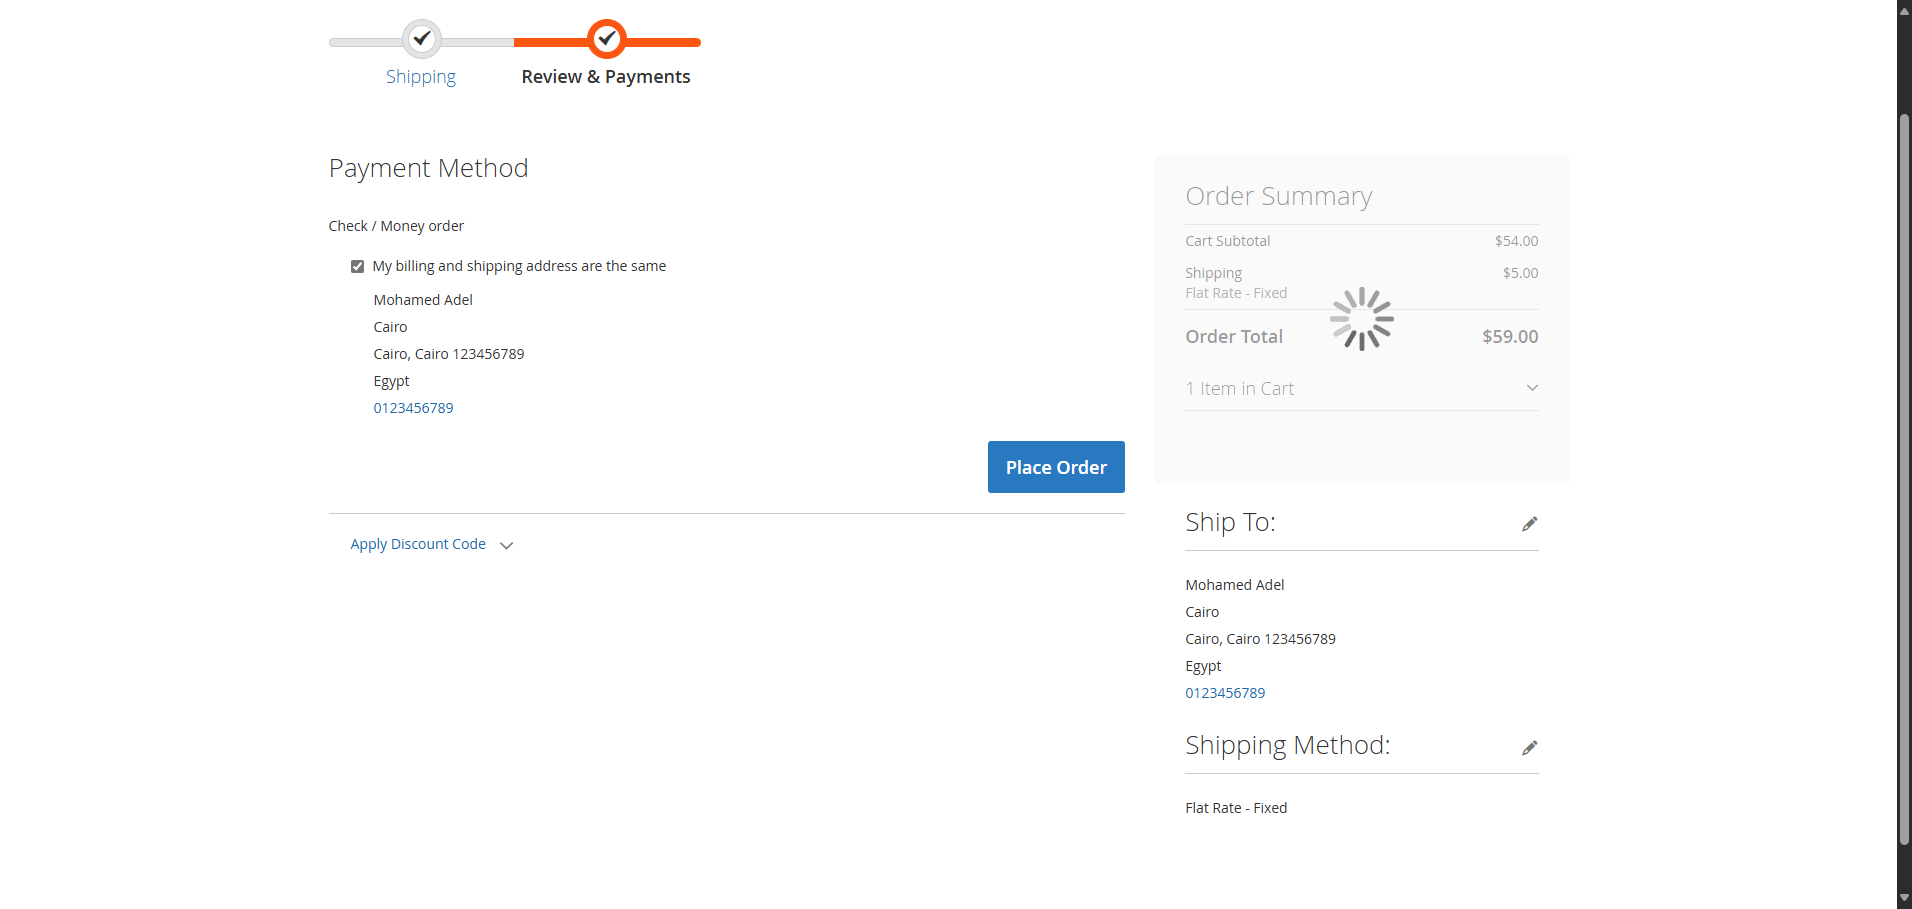 Shipping
Review & Payments
Payment Method
Check / Money order
My billing and shipping address are the same
Mohamed Adel
Cairo
Cairo, Cairo 123456789
Egypt
0123456789
Place Order
Apply Discount Code
Order Summary
Cart Subtotal $54.00
Shipping $5.00
Flat Rate - Fixed
Order Total $59.00
1 Item in Cart
Ship To:
Mohamed Adel
Cairo
Cairo, Cairo 123456789
Egypt
0123456789
Shipping Method:
Flat Rate - Fixed